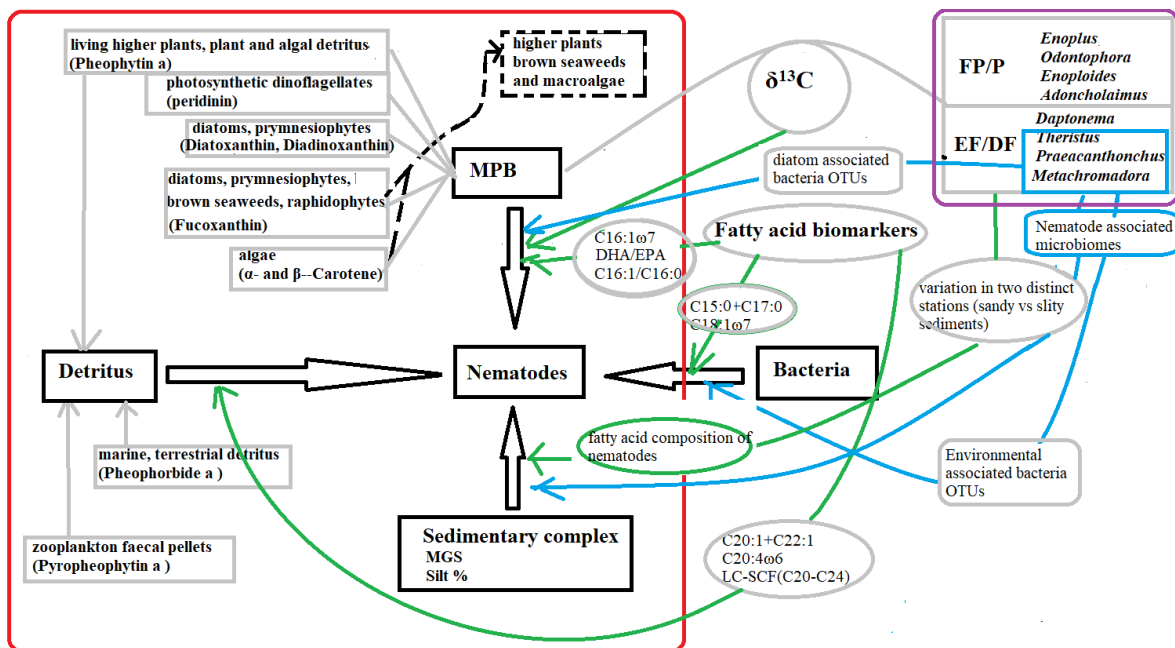 living higher plants, plant and algal detritus
(Pheophytin a)
photosynthetic dinoflagellates
(peridinin)
diatoms, prymnesiophytes
(Diatoxanthin, Diadinoxanthin)
diatoms, prymnesiophytes,
brown seaweeds, raphidophytes
(Fucoxanthin)
algae
(α- and β--Carotene)
higher plants
brown seaweeds
and macroalgae
MPB
δ13C
FP/P
Enoplus
Odontophora
Enoploides
Adoncholaimus
EF/DF
Daptonema
Theristus
Praeacanthonchus
Metachromadora
diatom associated
bacteria OTUs
Nematode associated
microbiomes
C16:1ω7
DHA/EPA
C16:1/C16:0
Fatty acid biomarkers
C15:0+C17:0
C18:1ω7
variation in two distinct
stations (sandy vs slity
sediments)
Detritus
Nematodes
Bacteria
marine, terrestrial detritus
(Pheophorbide a )
fatty acid composition of
nematodes
Environmental
associated bacteria
OTUs
zooplankton faecal pellets
(Pyropheophytin a )
Sedimentary complex
MGS
Silt %
C20:1+C22:1
C20:4ω6
LC-SCF(C20-C24)